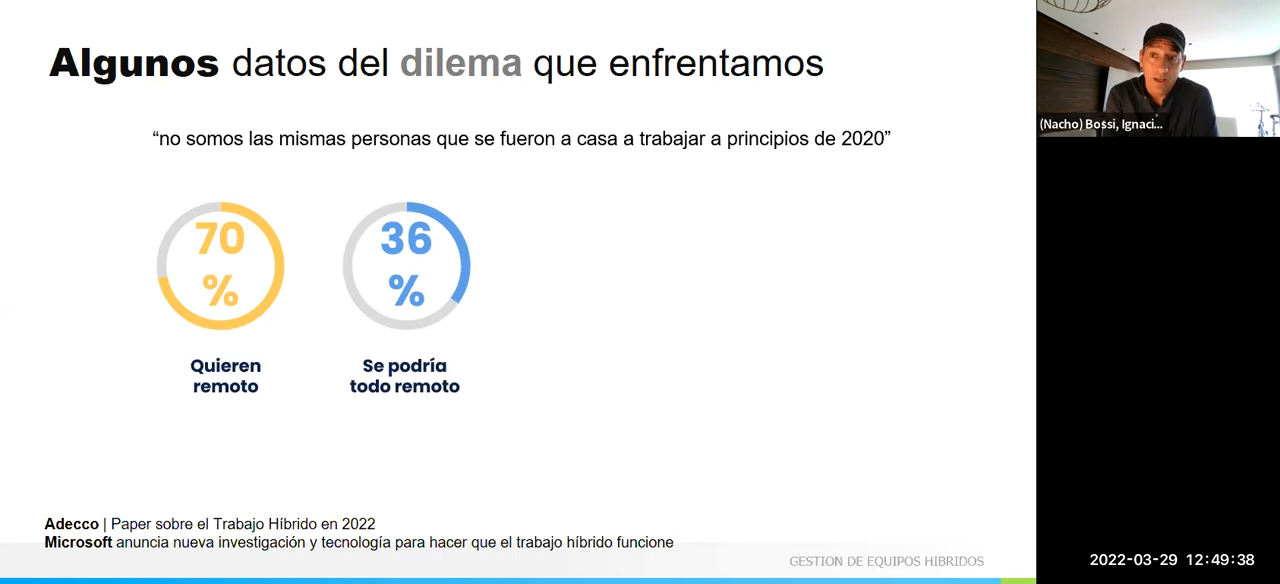 Algunos datos del dilema que enfrentamos
“no somos las mismas personas que se fueron a casa a trabajar a principios de 2020”
70
%
Quieren
remoto
36
%
Se podría
todo remoto
Adecco | Paper sobre el Trabajo Híbrido en 2022
Microsoft anuncia nueva investigación y tecnología para hacer que el trabajo híbrido funcione
GESTION DE EQUIPOS HIBRIDOS
(Nacho) Bossi, Ignaci...
2022-03-29 12:49:38